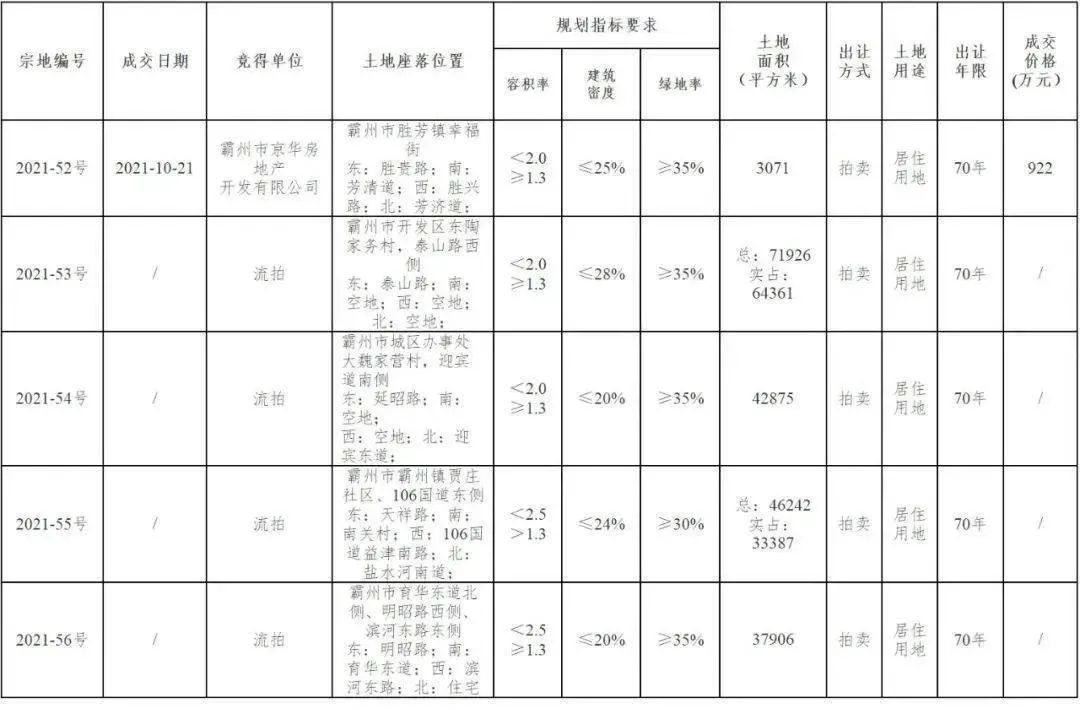 宗地编号
成交日期
竞得单位
土地座落位置
规划指标要求
容积率
建筑
密度
绿地率
土地
面积
（平方米）
出让
方式
土地
用途
出让
年限
成交
价格
(万元)
2021-52号
2021-10-21
霸州市京华房
地产
开发有限公司
霸州市胜芳镇幸福
街
东：胜贵路；南：
芳清道；西：胜兴
路；北：芳济道；
<2.0
≥1.3
≤25%
≥35%
3071
拍卖
居住
用地
70年
922
2021-53号
/
流拍
霸州市开发区东陶
家务村，泰山路西
侧
东：泰山路；南：
空地；西：空地；
北：空地；
<2.0
≥1.3
≤28%
≥35%
总：71926
实占：
64361
拍卖
居住
用地
70年
/
2021-54号
/
流拍
霸州市城区办事处
大魏家营村，迎宾
道南侧
东：延昭路；南：
空地；
西：空地；北：迎
宾东道；
<2.0
≥1.3
≤20%
≥35%
42875
拍卖
居住
用地
70年
/
2021-55号
/
流拍
霸州市霸州镇贾庄
社区、106国道东侧
东：天祥路；南：
南关村；西：106国
道益津南路；北：
盐水河南道；
<2.5
>1.3
≤24%
≥30%
总：46242
实占：
33387
拍卖
居住
用地
70年
/
2021-56号
/
流拍
霸州市育华东道北
侧、明昭路西侧、
滨河东路东侧
东：明昭路；南：
育华东道；西：滨
河东路；北：住宅
<2.5
≥1.3
≤20%
≥35%
37906
拍卖
居住
用地
70年
/